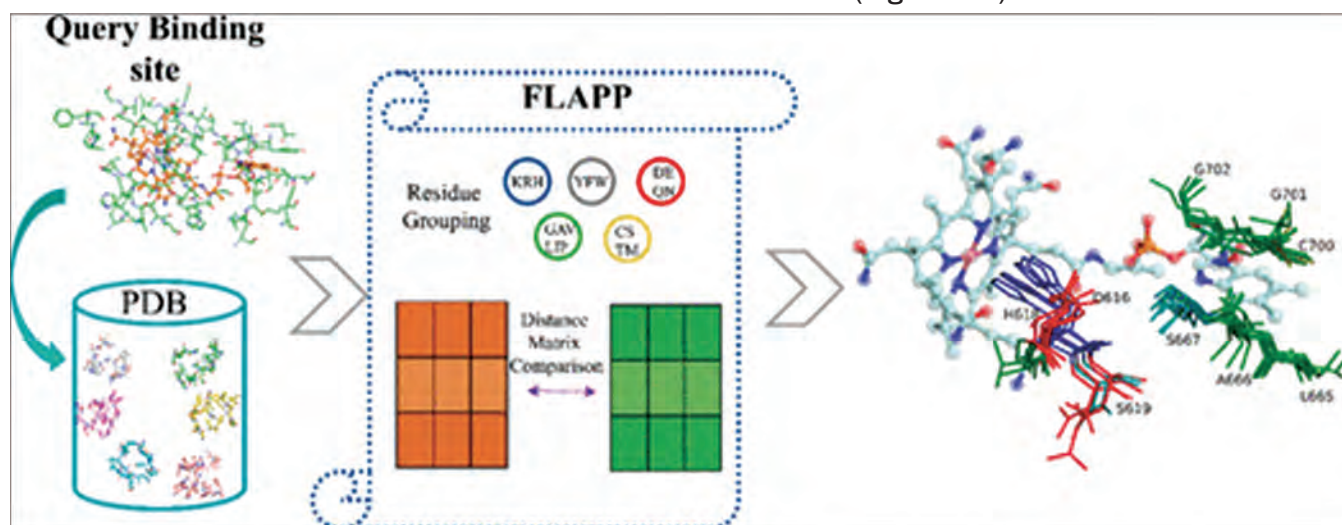 Query Binding
site
PDB
FLAPP
Residue
Grouping
KRH
YFW
DE
QN
GAV
LIP
CS
TM
Distance
Matrix
Comparison
G702
G701
C700
D616
S667
A666
L665
S619